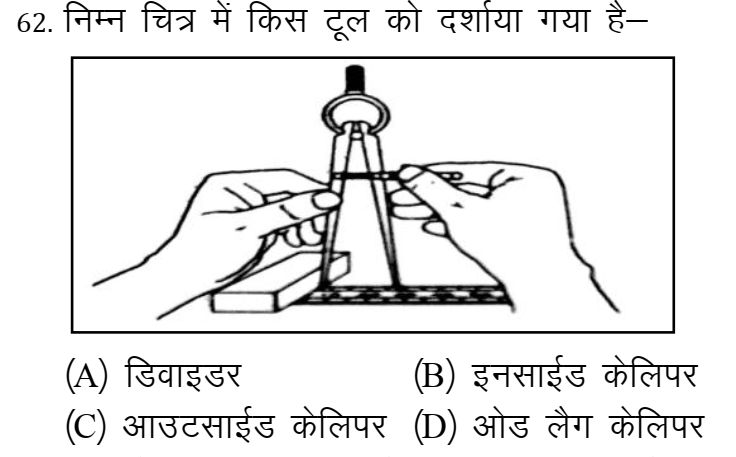 62. निम्न चित्र में किस टूल को दर्शाया गया है–
(A) डिवाइडर (B) इनसाईड केलिपर
(C) आउटसाईड केलिपर (D) ओड लैग केलिपर